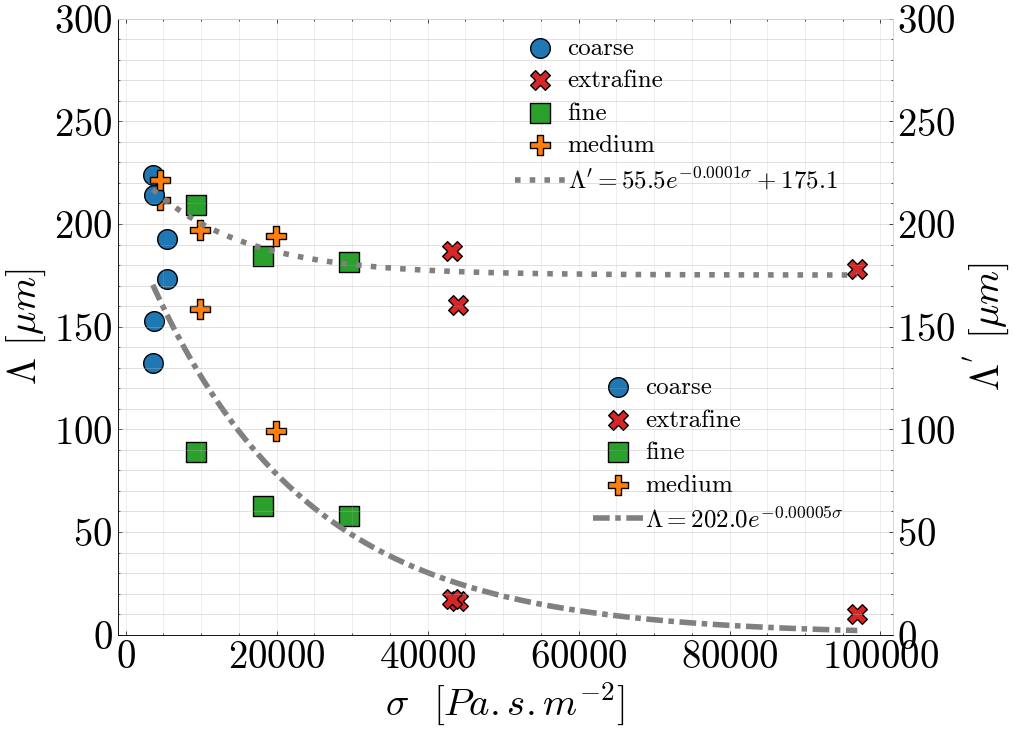 300
250
200
150
100
50
0
Λ [μm]
coarse
extrafine
fine
medium
Λ′ = 55.5e^{−0.0001σ} + 175.1
coarse
extrafine
fine
medium
Λ = 202.0e^{−0.00005σ}
300
250
200
150
100
50
0
Λ′ [μm]
0 20000 40000 60000 80000 100000
σ [Pa.s.m^{−2}]